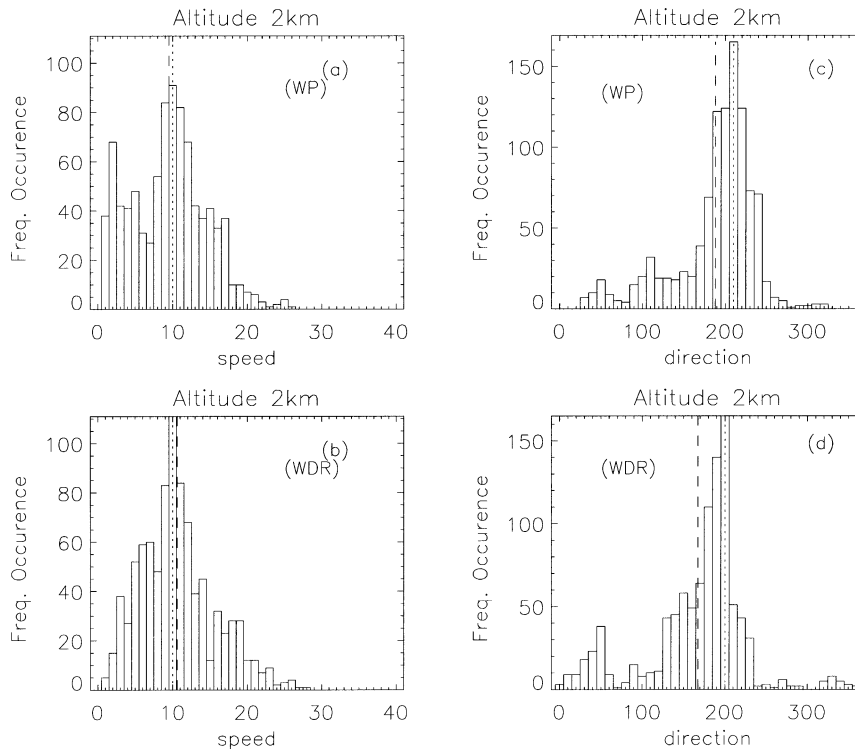 Altitude 2km
Freq. Occurence
100
80
60
40
20
0
(a)
(WP)
0 10 20 30 40
speed
Altitude 2km
Freq. Occurence
150
100
50
0
(WP)
(c)
0 100 200 300
direction
Altitude 2km
Freq. Occurence
100
80
60
40
20
0
(b)
(WDR)
0 10 20 30 40
speed
Altitude 2km
Freq. Occurence
150
100
50
0
(WDR)
(d)
0 100 200 300
direction